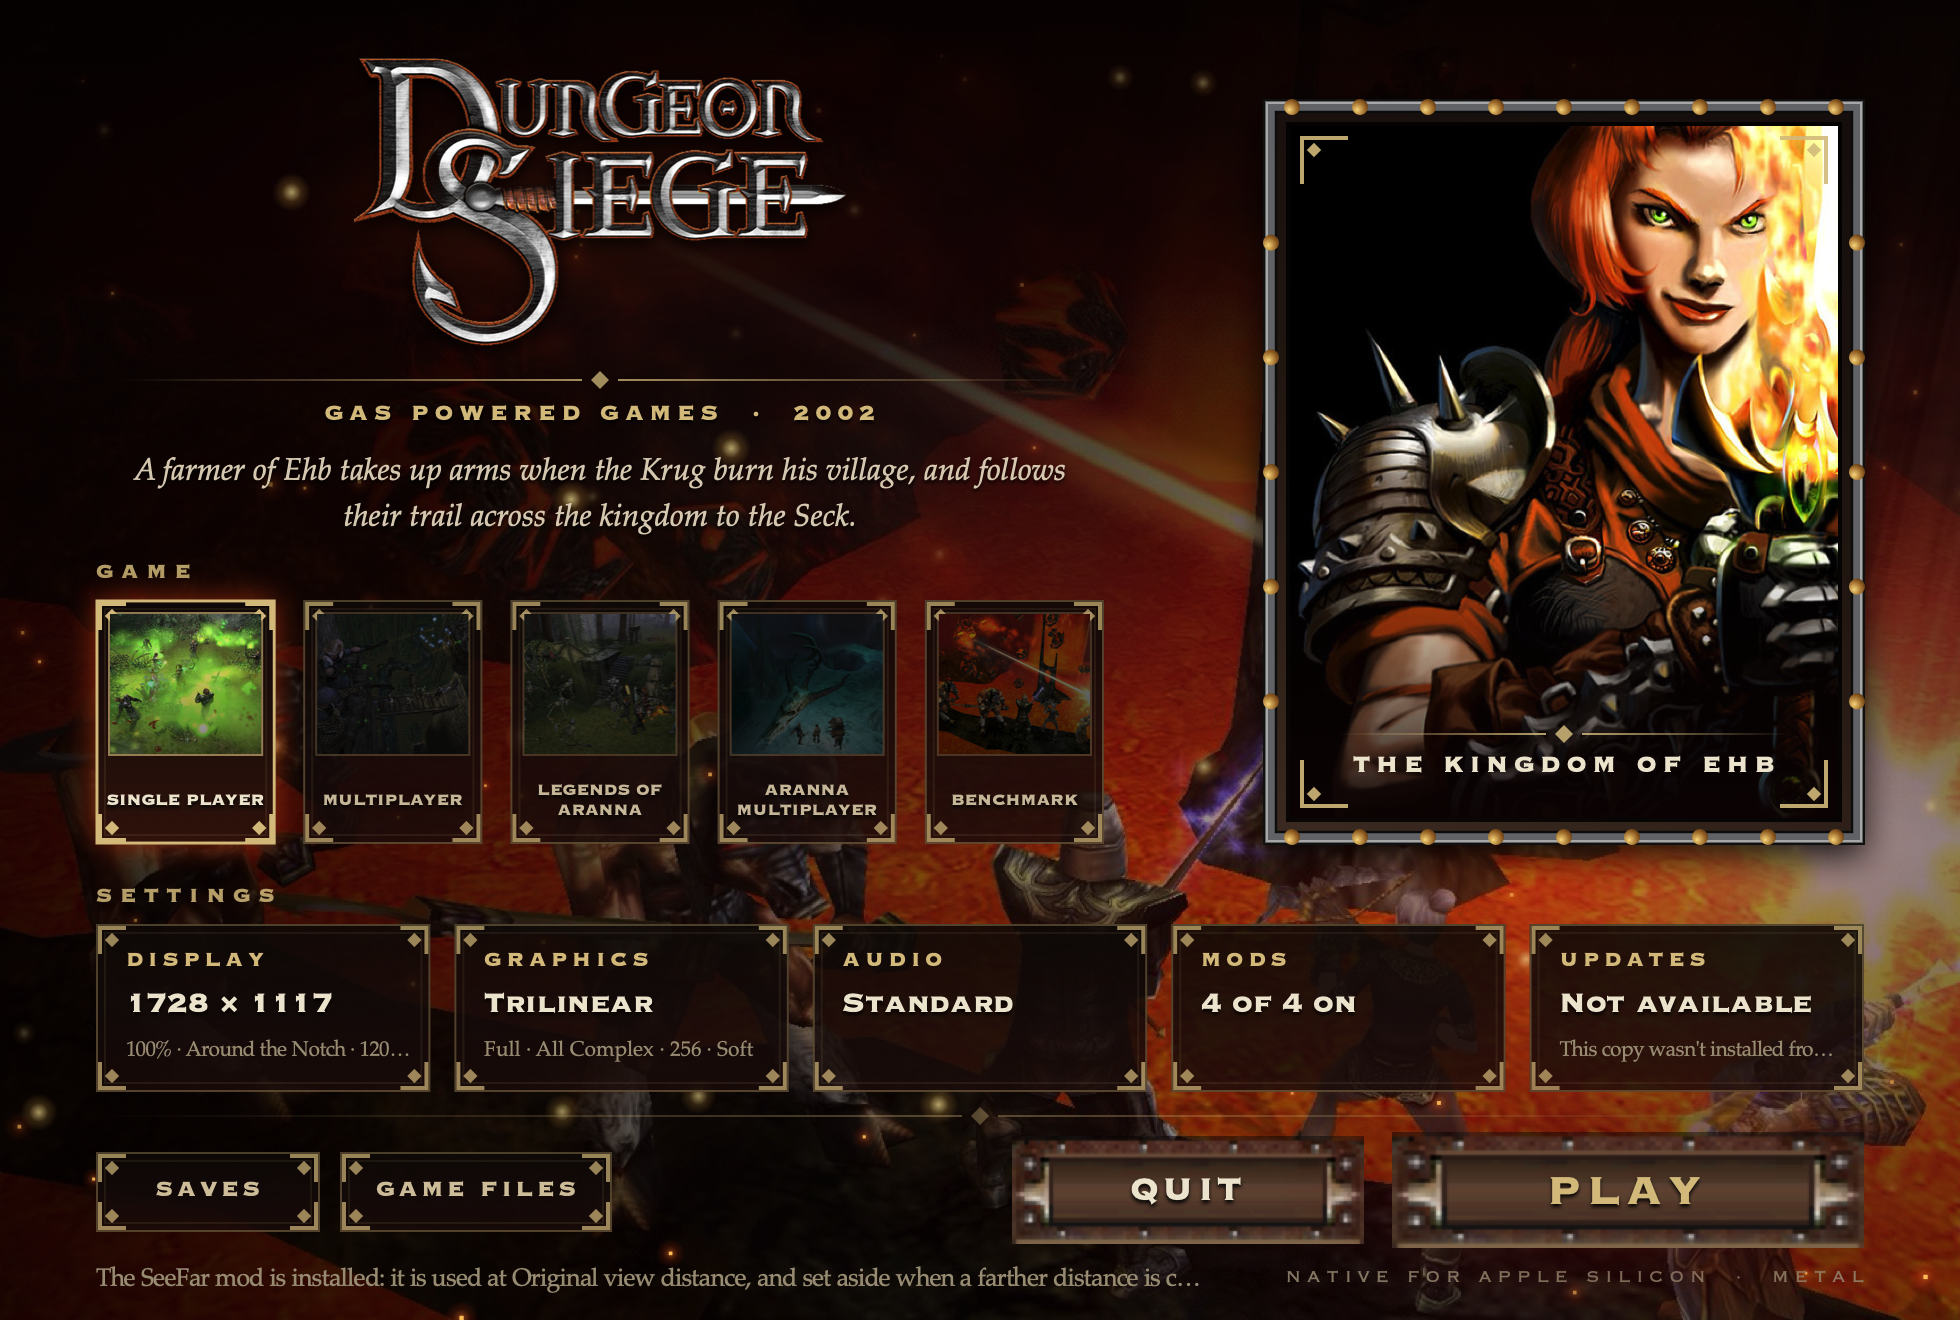 DUNGEON
SIEGE
GAS POWERED GAMES · 2002
A farmer of Ehb takes up arms when the Krug burn his village, and follows
their trail across the kingdom to the Seck.
GAME
SINGLE PLAYER
MULTIPLAYER
LEGENDS OF
ARANNA
ARANNA
MULTIPLAYER
BENCHMARK
THE KINGDOM OF EHB
SETTINGS
DISPLAY
1728 × 1117
100% · Around the Notch · 120…
GRAPHICS
TRILINEAR
Full · All Complex · 256 · Soft
AUDIO
STANDARD
MODS
4 OF 4 ON
UPDATES
NOT AVAILABLE
This copy wasn't installed fro…
SAVES
GAME FILES
QUIT
PLAY
The SeeFar mod is installed: it is used at Original view distance, and set aside when a farther distance is c…
NATIVE FOR APPLE SILICON · METAL